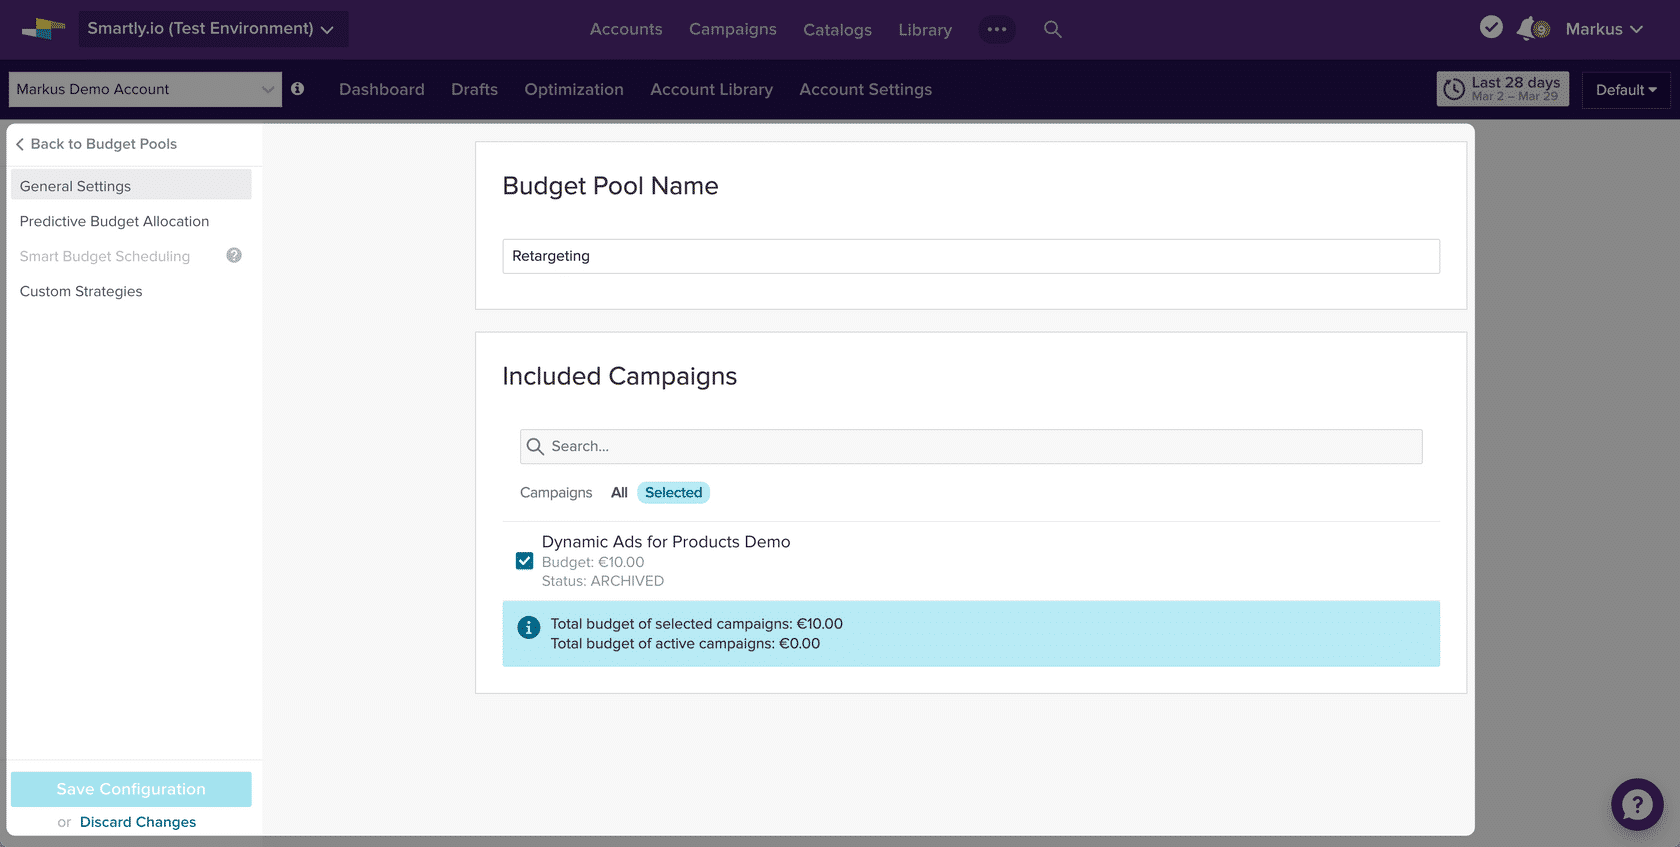 Smartly.io (Test Environment)
Accounts
Campaigns
Catalogs
Library
Markus
Markus Demo Account
Dashboard
Drafts
Optimization
Account Library
Account Settings
Last 28 days
Mar 2 – Mar 29
Default
Back to Budget Pools
General Settings
Predictive Budget Allocation
Smart Budget Scheduling
Custom Strategies
Budget Pool Name
Retargeting
Included Campaigns
Search...
Campaigns All Selected
Dynamic Ads for Products Demo
Budget: €10.00
Status: ARCHIVED
Total budget of selected campaigns: €10.00
Total budget of active campaigns: €0.00
Save Configuration
or Discard Changes